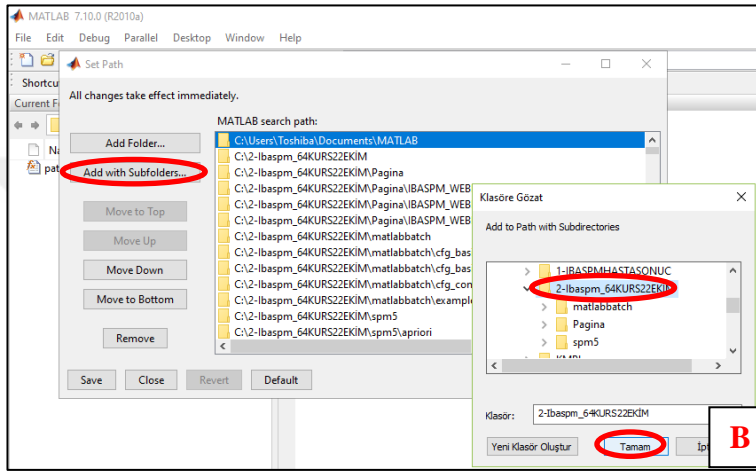 MATLAB 7.10.0 (R2010a)
File Edit Debug Parallel Desktop Window Help
Set Path
Shortcu
All changes take effect immediately.
Current F
MATLAB search path:
Add Folder...
Add with Subfolders...
Move to Top
Move Up
Move Down
Move to Bottom
Remove
C:\Users\Toshiba\Documents\MATLAB
C:\2-Ibaspm_64KURS22EKİM
C:\2-Ibaspm_64KURS22EKİM\Pagina
C:\2-Ibaspm_64KURS22EKİM\Pagina\IBASPM_WEB
C:\2-Ibaspm_64KURS22EKİM\Pagina\IBASPM_WEB
C:\2-Ibaspm_64KURS22EKİM\Pagina\IBASPM_WEB
C:\2-Ibaspm_64KURS22EKİM\matlabbatch
C:\2-Ibaspm_64KURS22EKİM\matlabbatch\cfg_bas
C:\2-Ibaspm_64KURS22EKİM\matlabbatch\cfg_bas
C:\2-Ibaspm_64KURS22EKİM\matlabbatch\cfg_con
C:\2-Ibaspm_64KURS22EKİM\matlabbatch\example
C:\2-Ibaspm_64KURS22EKİM\spm5
C:\2-Ibaspm_64KURS22EKİM\spm5\apriori
Save Close Revert Default
Na
pat
Klasöre Gözat
Add to Path with Subdirectories
1-IBASPMHASTASONUC
2-Ibaspm_64KURS22EKİM
matlabbatch
Pagina
spm5
Klasör: 2-Ibaspm_64KURS22EKİM
Yeni Klasör Oluştur Tamam İpt
B